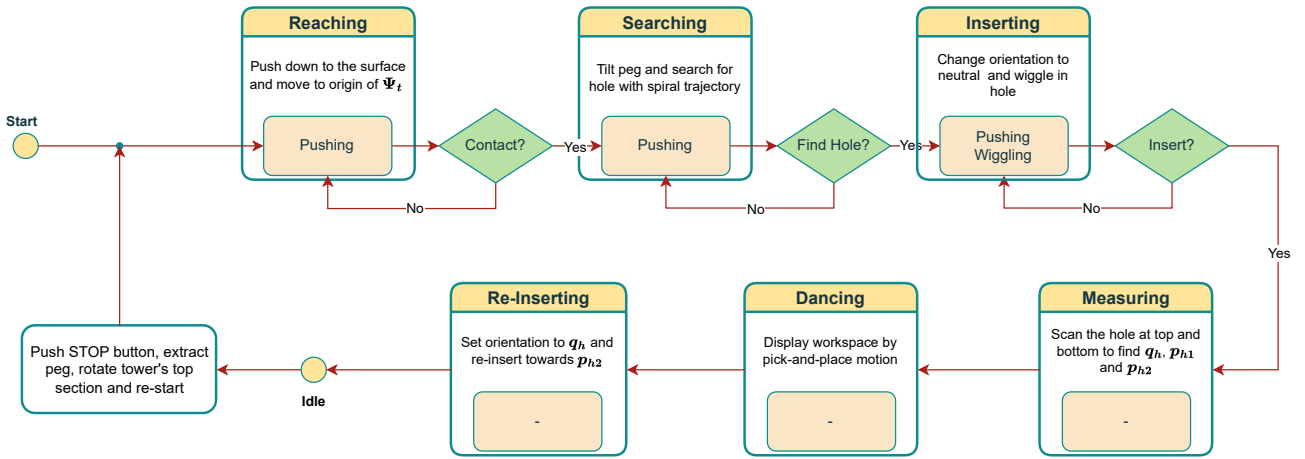 Reaching
Push down to the surface
and move to origin of Ψₜ
Pushing
Start
Contact?
Yes
No
Searching
Tilt peg and search for
hole with spiral trajectory
Pushing
Find Hole?
Yes
No
Inserting
Change orientation to
neutral and wiggle in
hole
Pushing
Wiggling
Insert?
No
Yes
Measuring
Scan the hole at top and
bottom to find qₕ, pₕ₁
and pₕ₂
-
Dancing
Display workspace by
pick-and-place motion
-
Re-Inserting
Set orientation to qₕ and
re-insert towards pₕ₂
-
Idle
Push STOP button, extract
peg, rotate tower's top
section and re-start